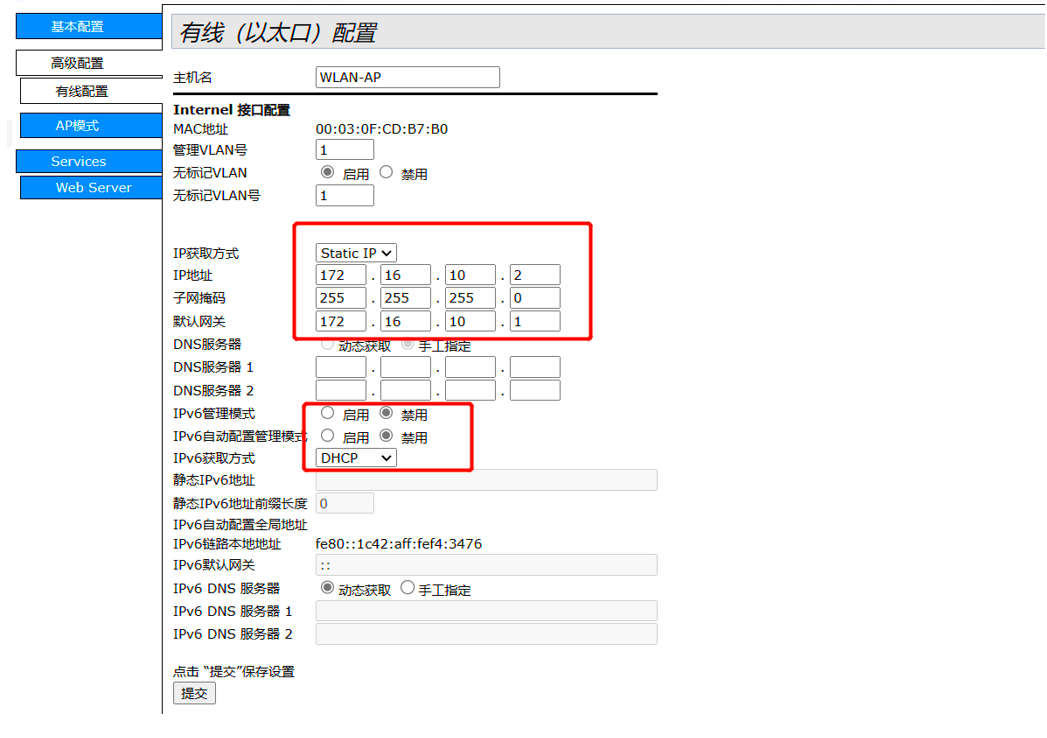 基本配置
高级配置
有线配置
AP模式
Services
Web Server
有线（以太口）配置
主机名 WLAN-AP
Internet 接口配置
MAC地址 00:03:0F:CD:B7:B0
管理VLAN号 1
无标记VLAN 启用 禁用
无标记VLAN号 1
IP获取方式 Static IP
IP地址 172 . 16 . 10 . 2
子网掩码 255 . 255 . 255 . 0
默认网关 172 . 16 . 10 . 1
DNS服务器 动态获取 手工指定
DNS服务器 1 . . .
DNS服务器 2 . . .
IPv6管理模式 启用 禁用
IPv6自动配置管理模式 启用 禁用
IPv6获取方式 DHCP
静态IPv6地址
静态IPv6地址前缀长度 0
IPv6自动配置全局地址
IPv6链路本地地址 fe80::1c42:aff:fef4:3476
IPv6默认网关 ::
IPv6 DNS 服务器 动态获取 手工指定
IPv6 DNS 服务器 1
IPv6 DNS 服务器 2
点击 “提交”保存设置
提交